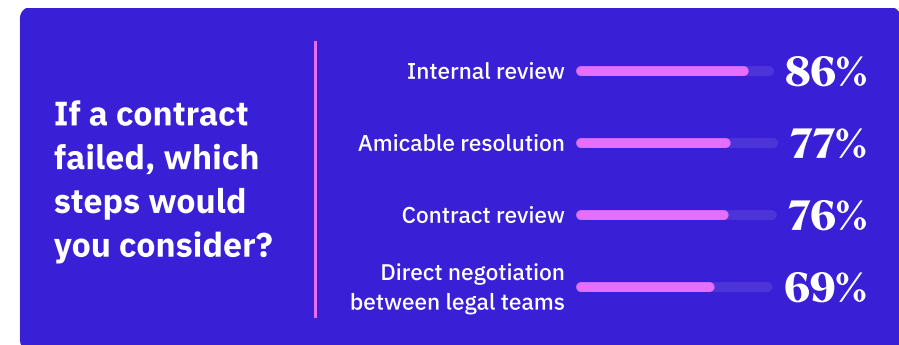 If a contract
failed, which
steps would
you consider?
Internal review 86%
Amicable resolution 77%
Contract review 76%
Direct negotiation
between legal teams 69%